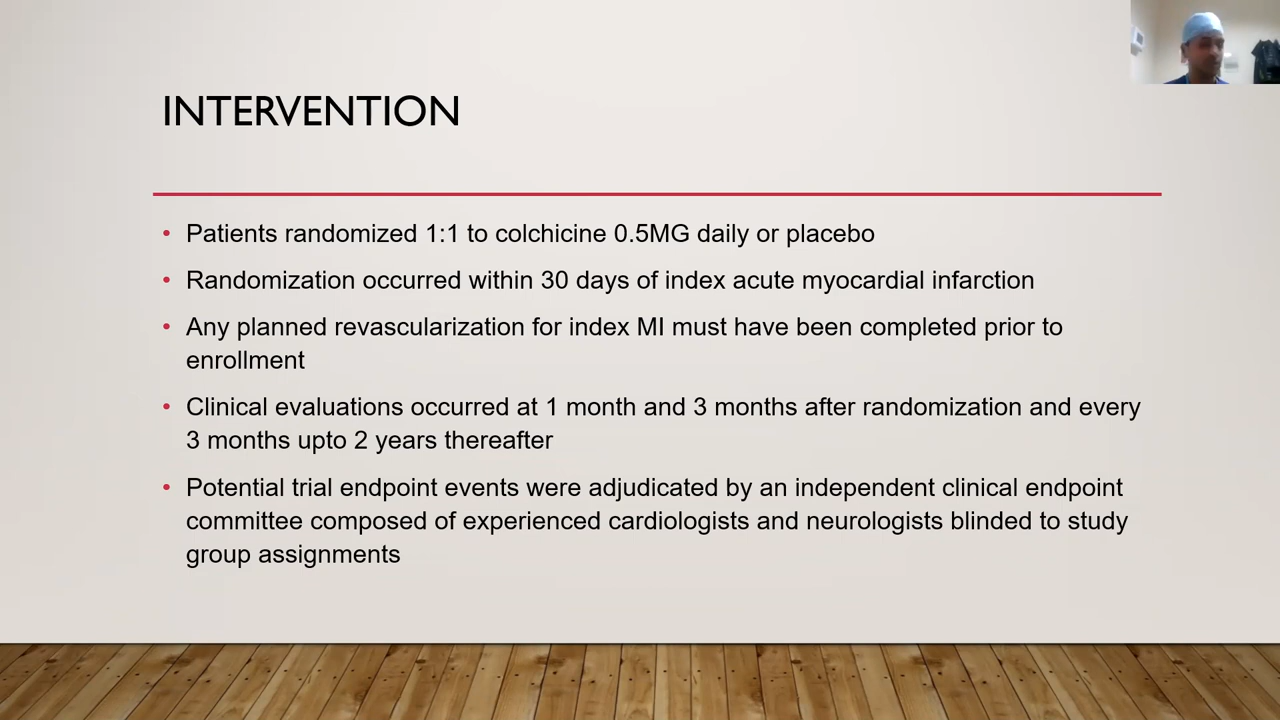 INTERVENTION
• Patients randomized 1:1 to colchicine 0.5MG daily or placebo
• Randomization occurred within 30 days of index acute myocardial infarction
• Any planned revascularization for index MI must have been completed prior to
enrollment
• Clinical evaluations occurred at 1 month and 3 months after randomization and every
3 months upto 2 years thereafter
• Potential trial endpoint events were adjudicated by an independent clinical endpoint
committee composed of experienced cardiologists and neurologists blinded to study
group assignments